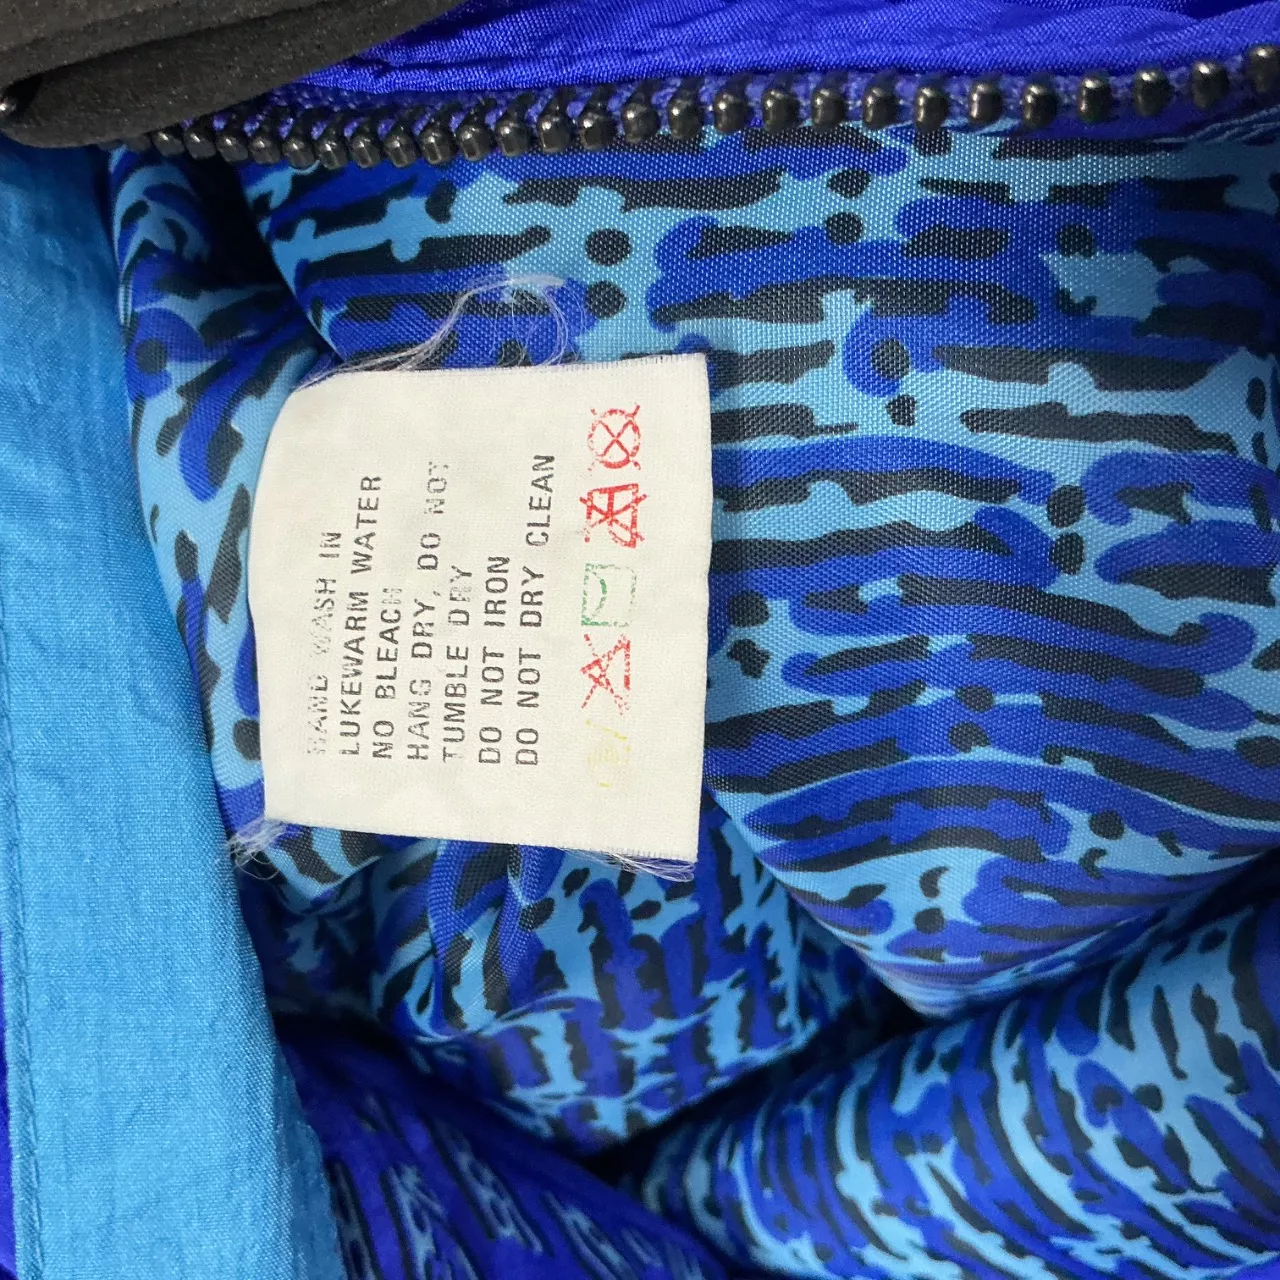 HAND WASH IN
LUKEWARM WATER
NO BLEACH
HANG DRY, DO NOT
TUMBLE DRY
DO NOT IRON
DO NOT DRY CLEAN